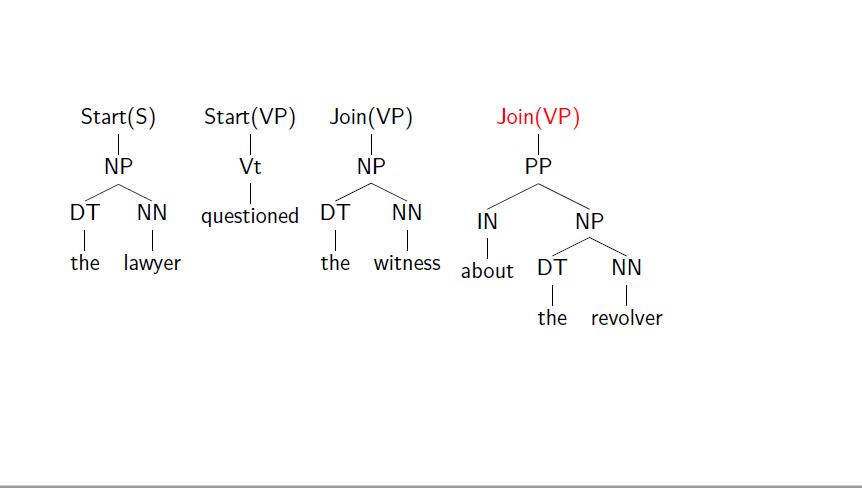 Start(S) Start(VP) Join(VP) Join(VP)
NP Vt NP PP
DT NN questioned DT NN IN NP
the lawyer the witness about DT NN
the revolver